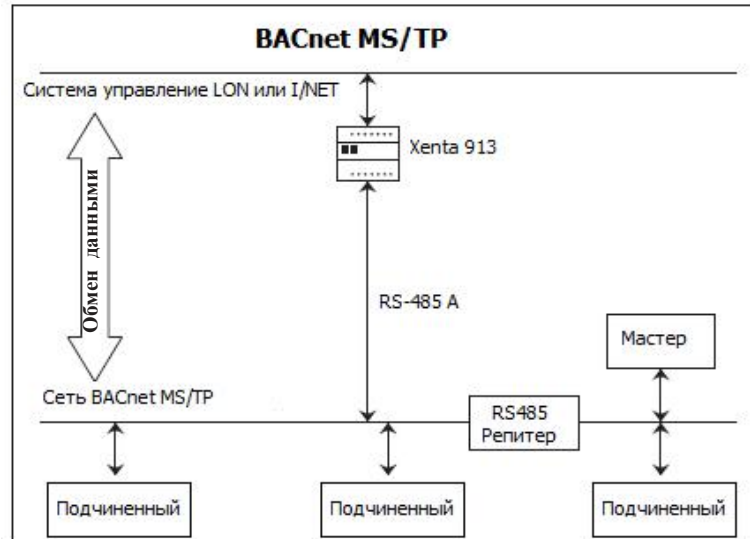 BACnet MS/TP
Система управление LON или I/NET
Xenta 913
Обмен данными
RS-485 A
Мастер
Сеть BACnet MS/TP
RS485
Репитер
Подчиненный
Подчиненный
Подчиненный